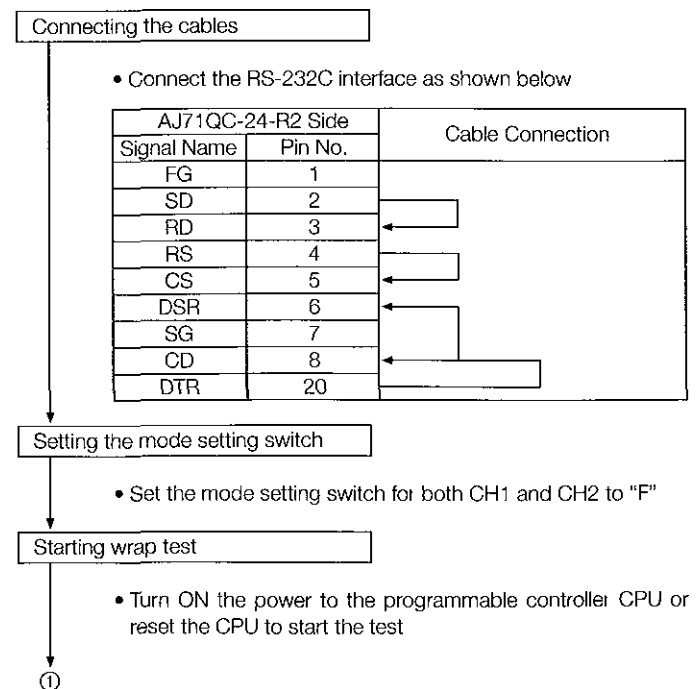 Connecting the cables
• Connect the RS-232C interface as shown below
AJ71QC-24-R2 Side
Cable Connection
Signal Name Pin No.
FG 1
SD 2
RD 3
RS 4
CS 5
DSR 6
SG 7
CD 8
DTR 20
Setting the mode setting switch
• Set the mode setting switch for both CH1 and CH2 to "F"
Starting wrap test
• Turn ON the power to the programmable controller CPU or
reset the CPU to start the test
①